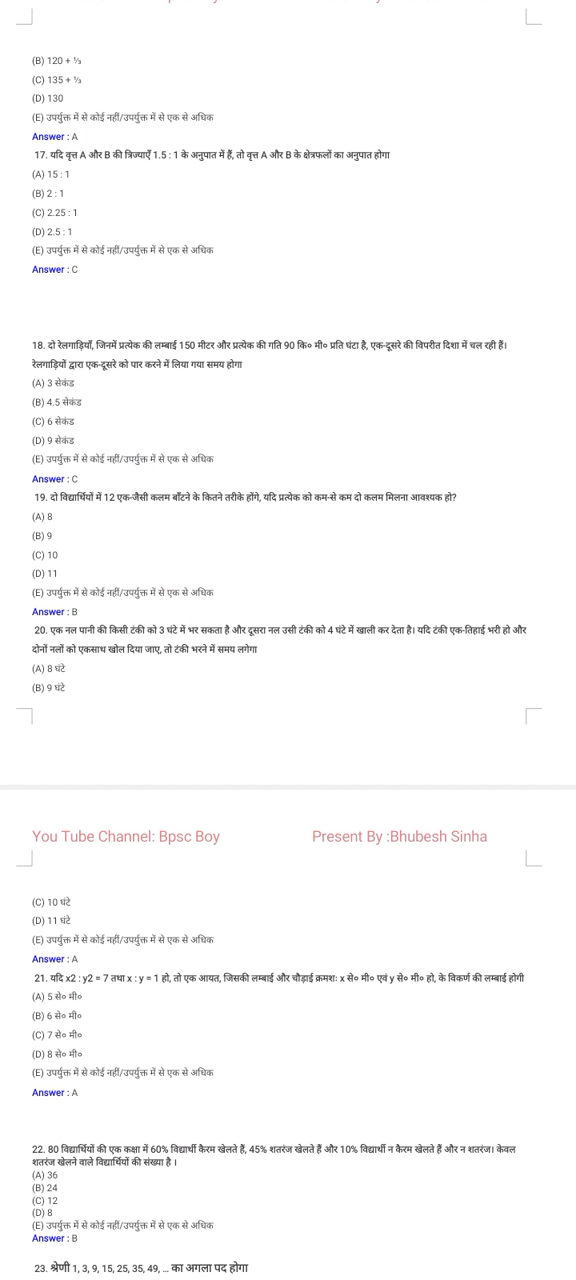 (B) 120 + ⅓
(C) 135 + ⅓
(D) 130
(E) उपर्युक्त में से कोई नहीं/उपर्युक्त में से एक से अधिक
Answer : A
17. यदि वृत्त A और B की त्रिज्याएँ 1.5 : 1 के अनुपात में हैं, तो वृत्त A और B के क्षेत्रफलों का अनुपात होगा
(A) 15 : 1
(B) 2 : 1
(C) 2.25 : 1
(D) 2.5 : 1
(E) उपर्युक्त में से कोई नहीं/उपर्युक्त में से एक से अधिक
Answer : C
18. दो रेलगाड़ियाँ, जिनमें प्रत्येक की लम्बाई 150 मीटर और प्रत्येक की गति 90 कि० मी० प्रति घंटा है, एक-दूसरे की विपरीत दिशा में चल रही हैं।
रेलगाड़ियों द्वारा एक-दूसरे को पार करने में लिया गया समय होगा
(A) 3 सेकंड
(B) 4.5 सेकंड
(C) 6 सेकंड
(D) 9 सेकंड
(E) उपर्युक्त में से कोई नहीं/उपर्युक्त में से एक से अधिक
Answer : C
19. दो विद्यार्थियों में 12 एक-जैसी कलम बाँटने के कितने तरीके होंगे, यदि प्रत्येक को कम-से कम दो कलम मिलना आवश्यक हो?
(A) 8
(B) 9
(C) 10
(D) 11
(E) उपर्युक्त में से कोई नहीं/उपर्युक्त में से एक से अधिक
Answer : B
20. एक नल पानी की किसी टंकी को 3 घंटे में भर सकता है और दूसरा नल उसी टंकी को 4 घंटे में खाली कर देता है। यदि टंकी एक-तिहाई भरी हो और
दोनों नलों को एकसाथ खोल दिया जाए, तो टंकी भरने में समय लगेगा
(A) 8 घंटे
(B) 9 घंटे
You Tube Channel: Bpsc Boy Present By :Bhubesh Sinha
(C) 10 घंटे
(D) 11 घंटे
(E) उपर्युक्त में से कोई नहीं/उपर्युक्त में से एक से अधिक
Answer : A
21. यदि x2 : y2 = 7 तथा x : y = 1 हो, तो एक आयत, जिसकी लम्बाई और चौड़ाई क्रमशः x से० मी० एवं y से० मी० हो, के विकर्ण की लम्बाई होगी
(A) 5 से० मी०
(B) 6 से० मी०
(C) 7 से० मी०
(D) 8 से० मी०
(E) उपर्युक्त में से कोई नहीं/उपर्युक्त में से एक से अधिक
Answer : A
22. 80 विद्यार्थियों की एक कक्षा में 60% विद्यार्थी कैरम खेलते हैं, 45% शतरंज खेलते हैं और 10% विद्यार्थी न कैरम खेलते हैं और न शतरंज। केवल
शतरंज खेलने वाले विद्यार्थियों की संख्या है ।
(A) 36
(B) 24
(C) 12
(D) 8
(E) उपर्युक्त में से कोई नहीं/उपर्युक्त में से एक से अधिक
Answer : B
23. श्रेणी 1, 3, 9, 15, 25, 35, 49, ... का अगला पद होगा